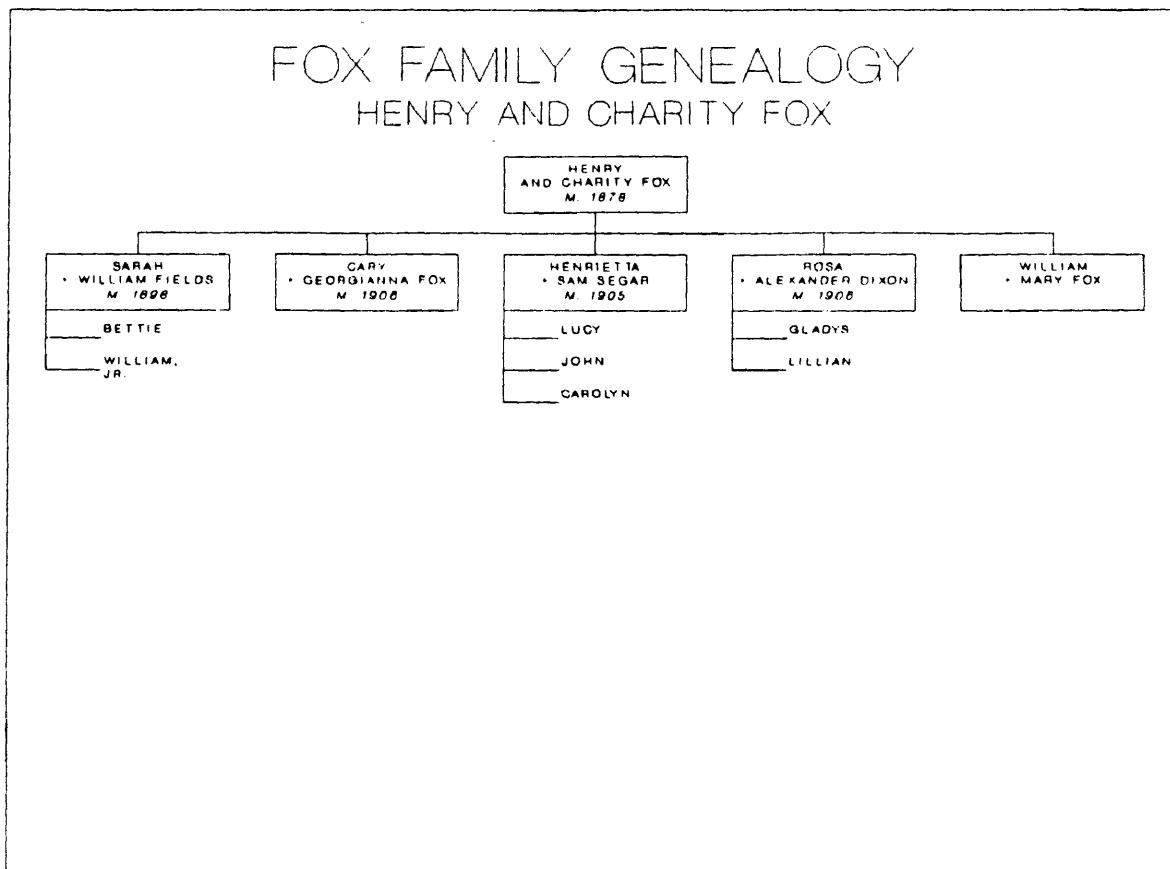 FOX FAMILY GENEALOGY
HENRY AND CHARITY FOX
HENRY
AND CHARITY FOX
M. 1878
SARAH
+ WILLIAM FIELDS
M. 1898
CARY
+ GEORGIANNA FOX
M. 1906
HENRIETTA
+ SAM SEGAR
M. 1905
ROSA
+ ALEXANDER DIXON
M. 1906
WILLIAM
+ MARY FOX
BETTIE
WILLIAM,
JR.
LUCY
JOHN
CAROLYN
GLADYS
LILLIAN